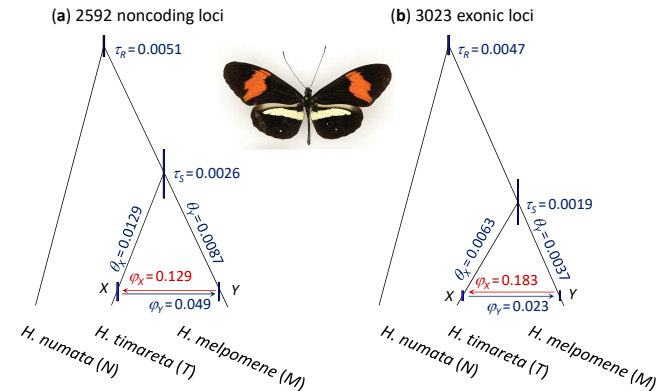 (a) 2592 noncoding loci
τR = 0.0051
τS = 0.0026
θX = 0.0129
θY = 0.0087
φX = 0.129
X
Y
φY = 0.049
H. numata (N)
H. timareta (T)
H. melpomene (M)
(b) 3023 exonic loci
τR = 0.0047
τS = 0.0019
θX = 0.0063
θY = 0.0037
φX = 0.183
X
Y
φY = 0.023
H. numata (N)
H. timareta (T)
H. melpomene (M)